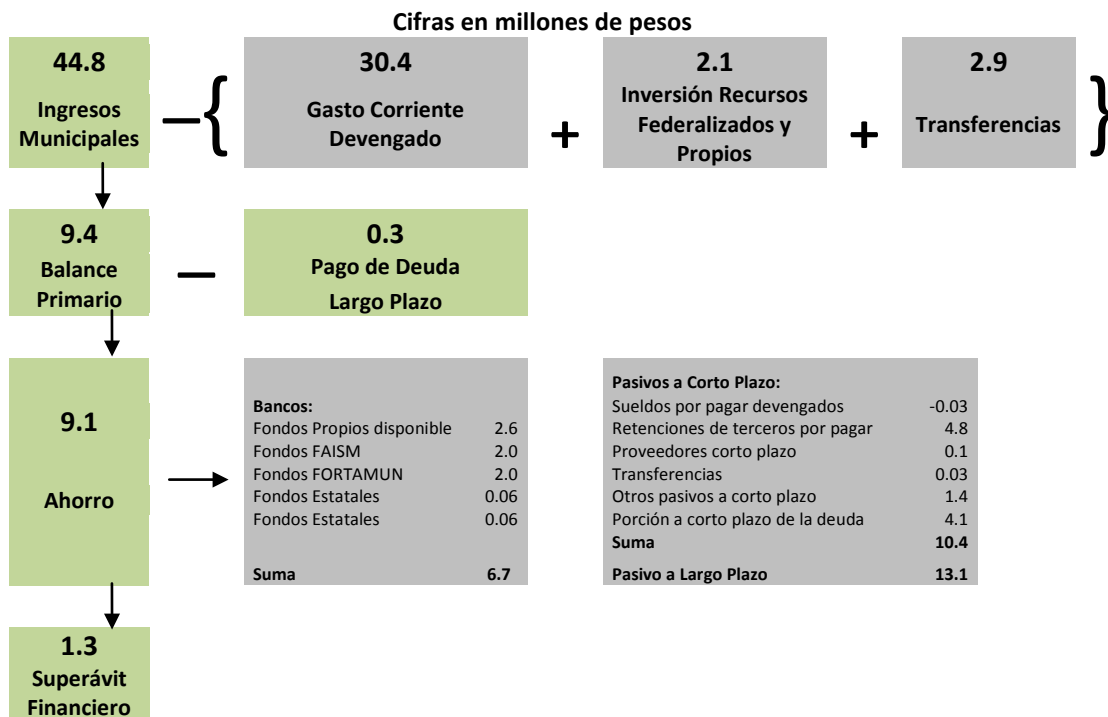 Cifras en millones de pesos
44.8
Ingresos
Municipales
— {
30.4
Gasto Corriente
Devengado
+
2.1
Inversión Recursos
Federalizados y
Propios
+
2.9
Transferencias
}
9.4
Balance
Primario
—
0.3
Pago de Deuda
Largo Plazo
9.1
Ahorro
Bancos:
Fondos Propios disponible 2.6
Fondos FAISM 2.0
Fondos FORTAMUN 2.0
Fondos Estatales 0.06
Fondos Estatales 0.06
Suma 6.7
Pasivos a Corto Plazo:
Sueldos por pagar devengados -0.03
Retenciones de terceros por pagar 4.8
Proveedores corto plazo 0.1
Transferencias 0.03
Otros pasivos a corto plazo 1.4
Porción a corto plazo de la deuda 4.1
Suma 10.4
Pasivo a Largo Plazo 13.1
1.3
Superávit
Financiero